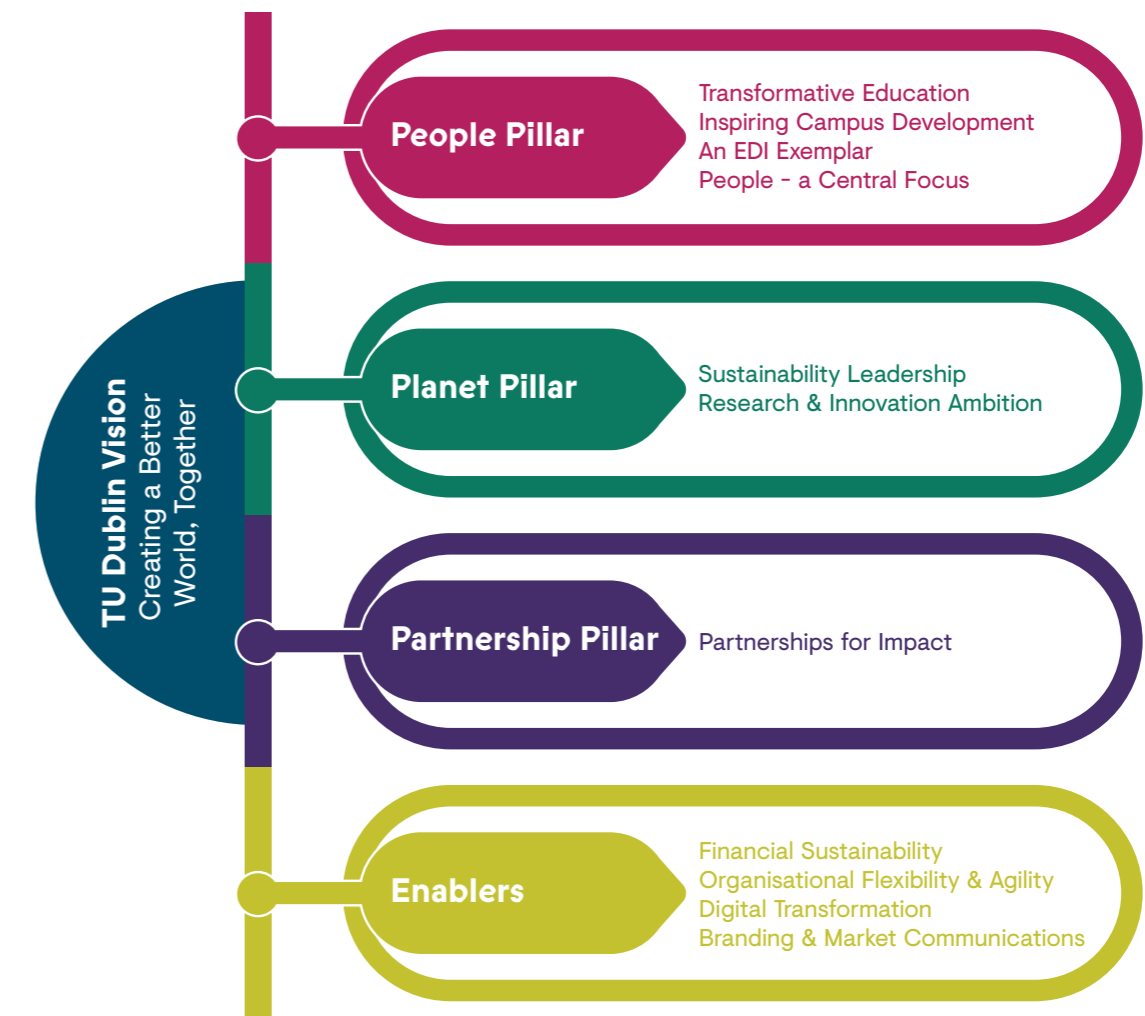 TU Dublin Vision
Creating a Better
World, Together
People Pillar
Transformative Education
Inspiring Campus Development
An EDI Exemplar
People - a Central Focus
Planet Pillar
Sustainability Leadership
Research & Innovation Ambition
Partnership Pillar
Partnerships for Impact
Enablers
Financial Sustainability
Organisational Flexibility & Agility
Digital Transformation
Branding & Market Communications